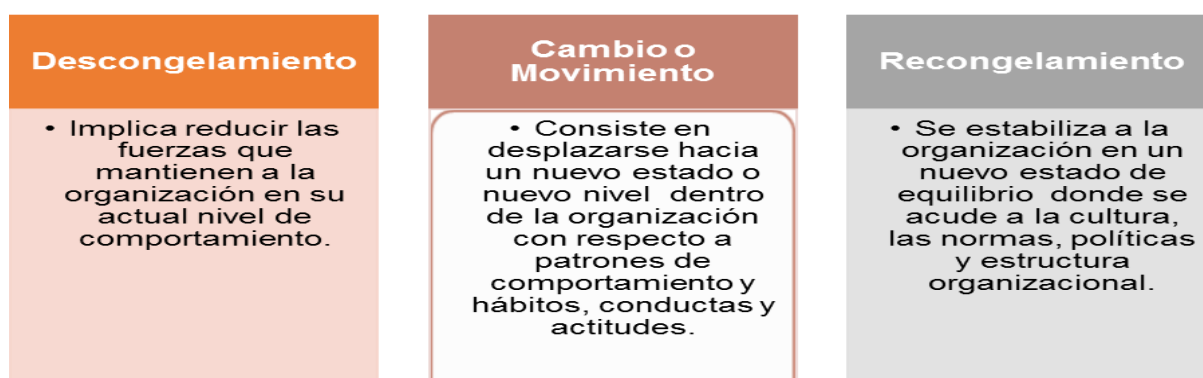 Descongelamiento
• Implica reducir las
fuerzas que
mantienen a la
organización en su
actual nivel de
comportamiento.
Cambio o
Movimiento
• Consiste en
desplazarse hacia
un nuevo estado o
nuevo nivel dentro
de la organización
con respecto a
patrones de
comportamiento y
hábitos, conductas y
actitudes.
Recongelamiento
• Se estabiliza a la
organización en un
nuevo estado de
equilibrio donde se
acude a la cultura,
las normas, políticas
y estructura
organizacional.